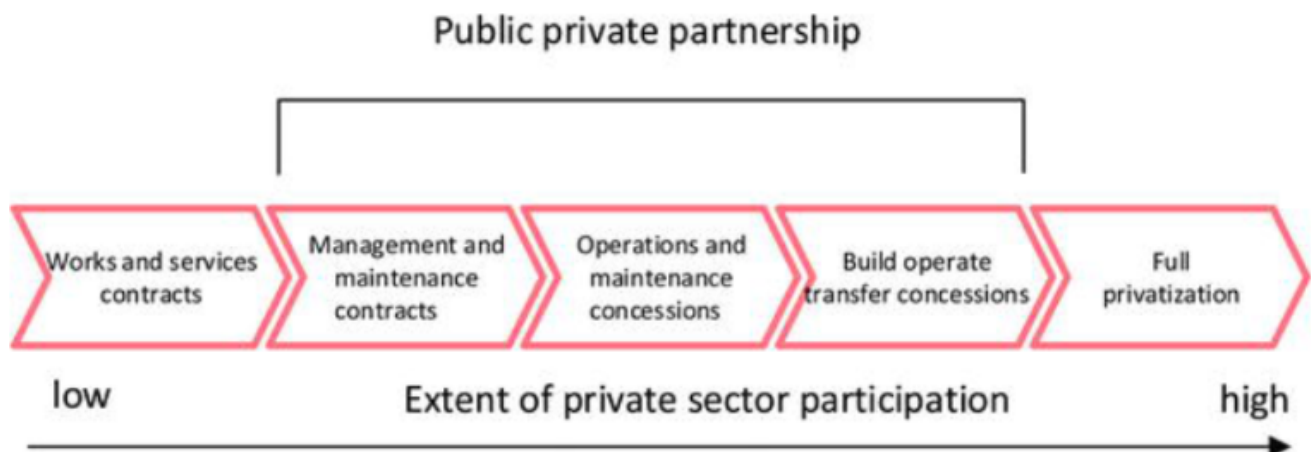 Public private partnership
Works and services
contracts
Management and
maintenance
contracts
Operations and
maintenance
concessions
Build operate
transfer concessions
Full
privatization
low
Extent of private sector participation
high